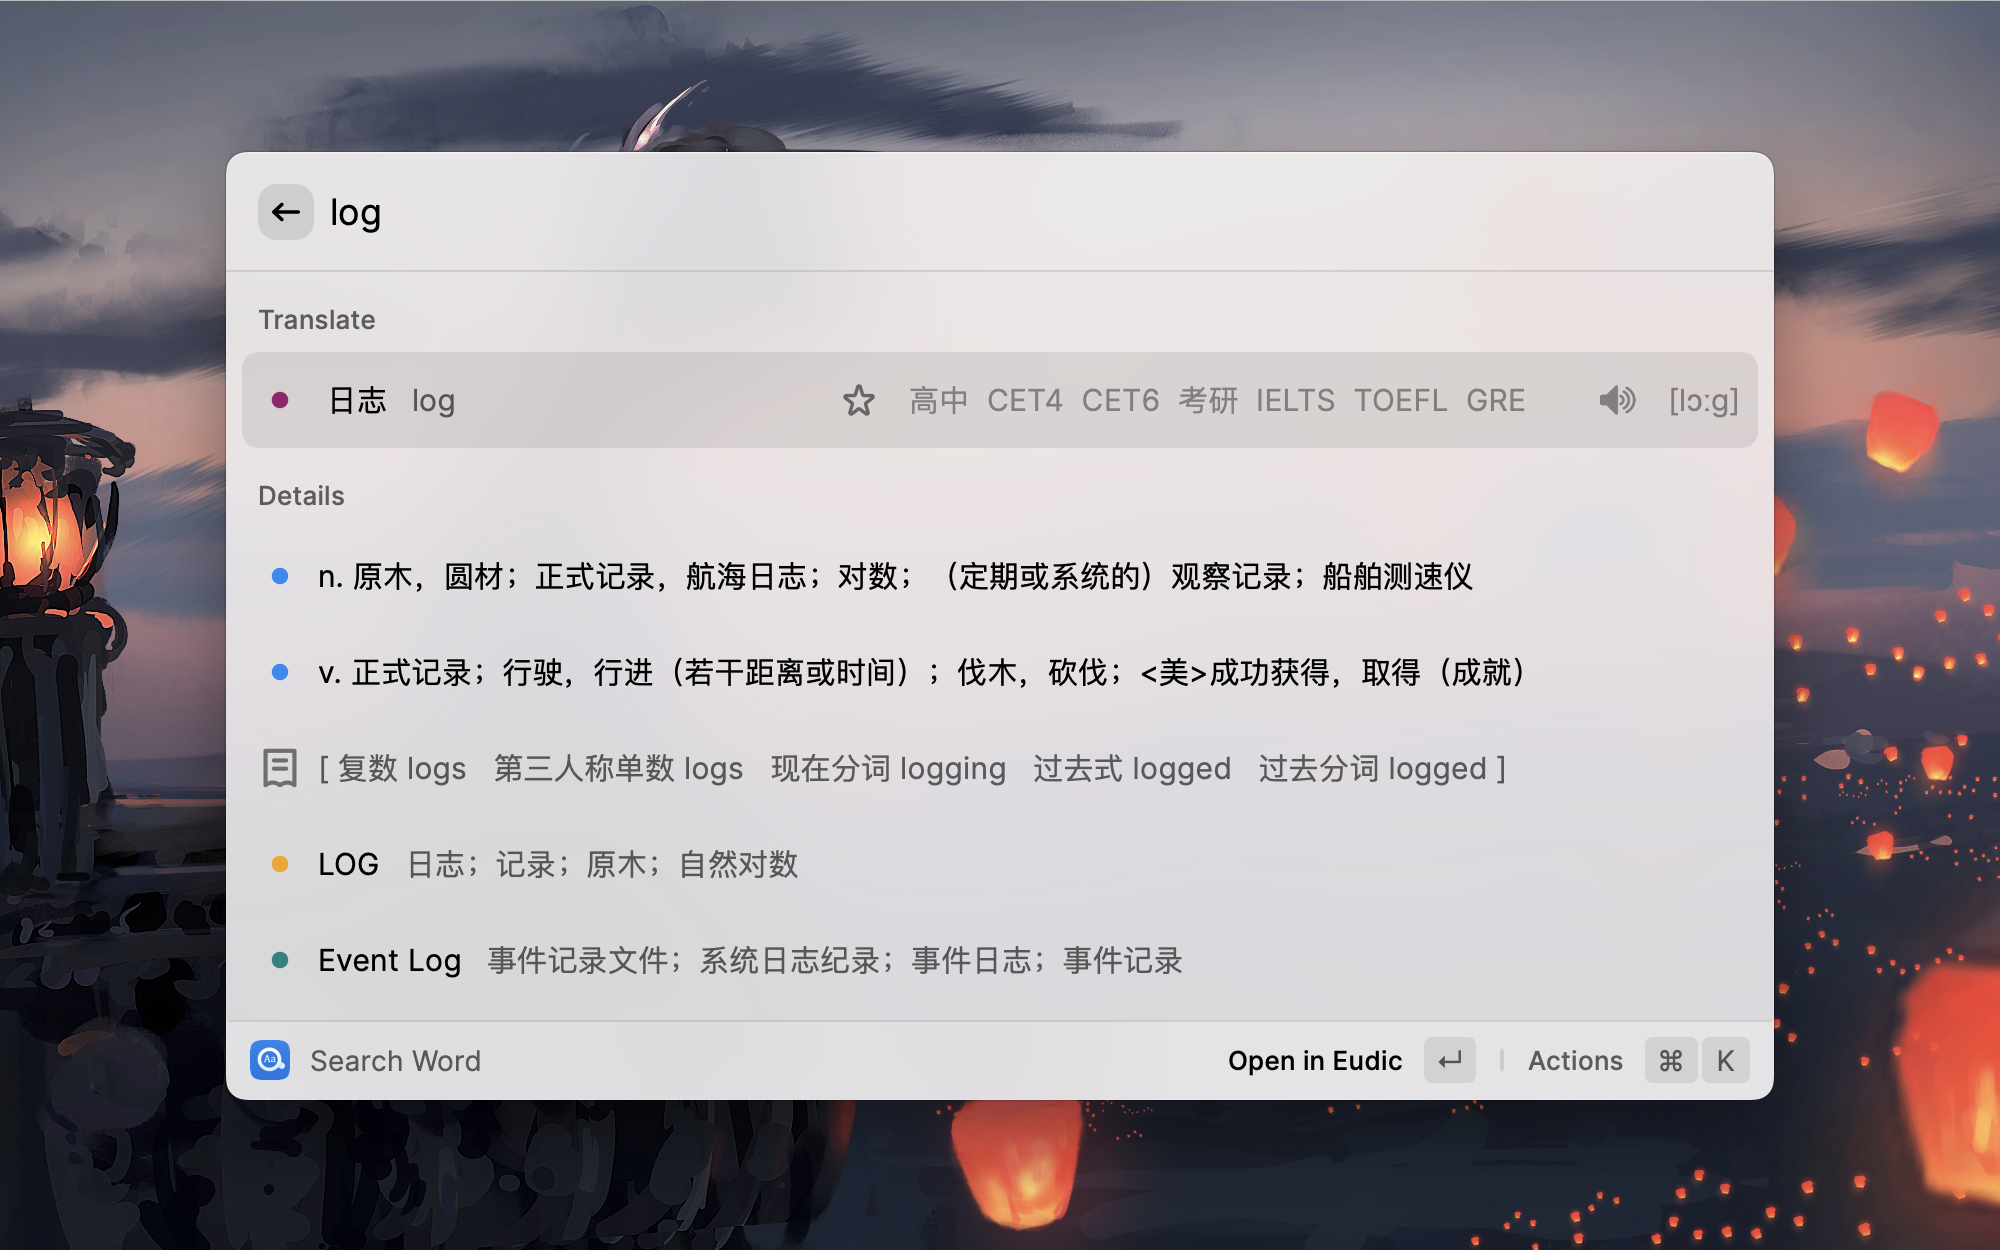 log
Translate
日志 log 高中 CET4 CET6 考研 IELTS TOEFL GRE [lɔːg]
Details
n. 原木，圆材；正式记录，航海日志；对数；（定期或系统的）观察记录；船舶测速仪
v. 正式记录；行驶，行进（若干距离或时间）；伐木，砍伐；<美>成功获得，取得（成就）
[ 复数 logs 第三人称单数 logs 现在分词 logging 过去式 logged 过去分词 logged ]
LOG 日志；记录；原木；自然对数
Event Log 事件记录文件；系统日志纪录；事件日志；事件记录
Aa Search Word Open in Eudic ↵ Actions ⌘ K